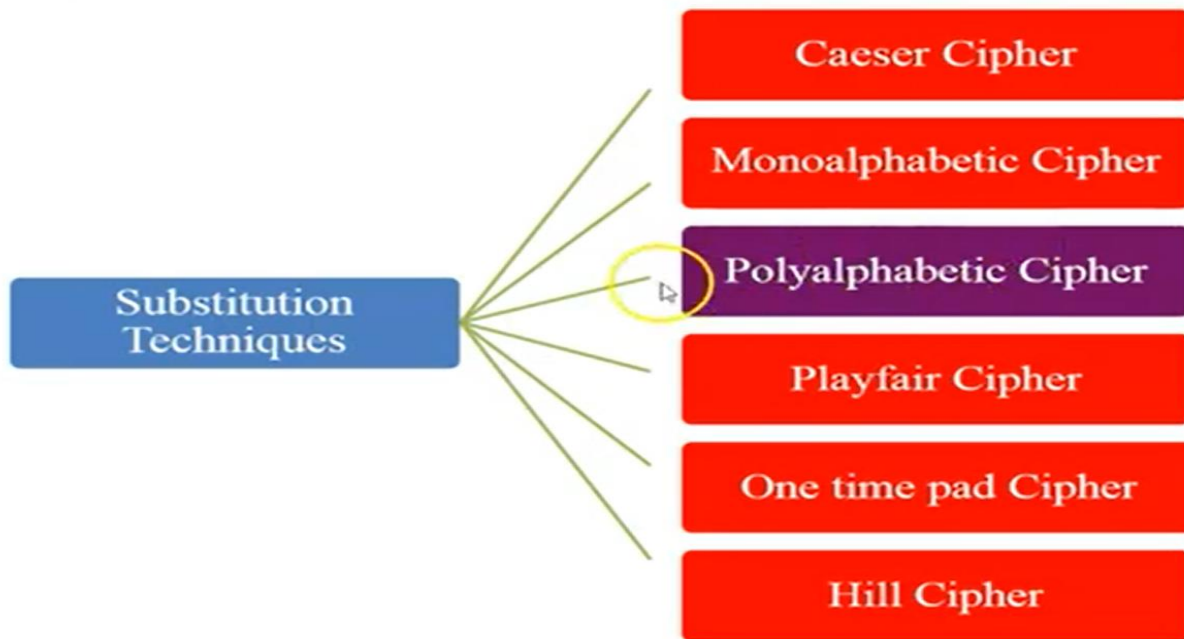 Substitution
Techniques
Caeser Cipher
Monoalphabetic Cipher
Polyalphabetic Cipher
Playfair Cipher
One time pad Cipher
Hill Cipher